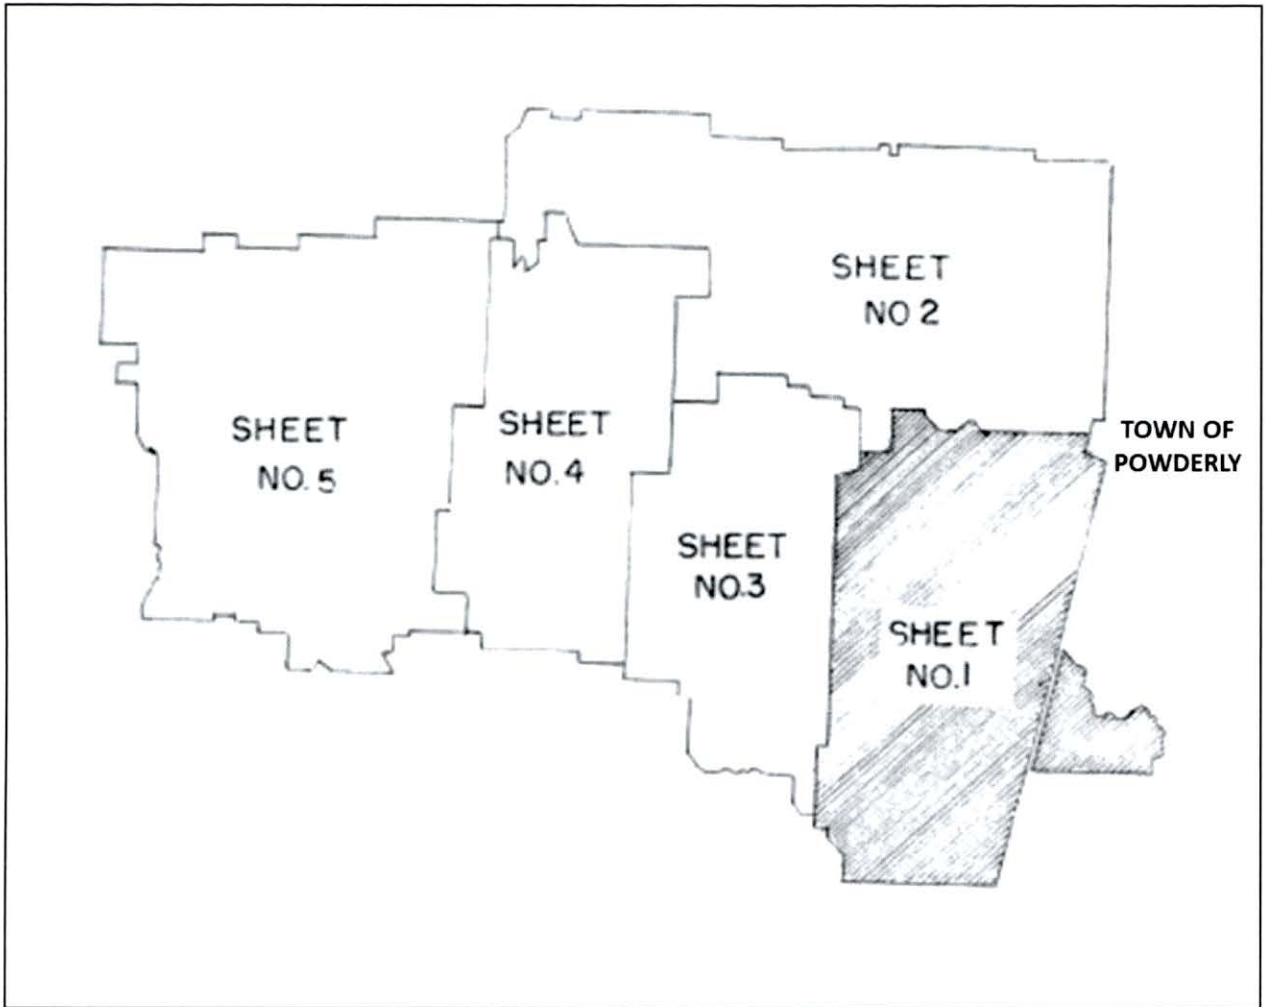 SHEET
NO 2
TOWN OF
POWDERLY
SHEET
NO. 5
SHEET
NO. 4
SHEET
NO.3
SHEET
NO.1